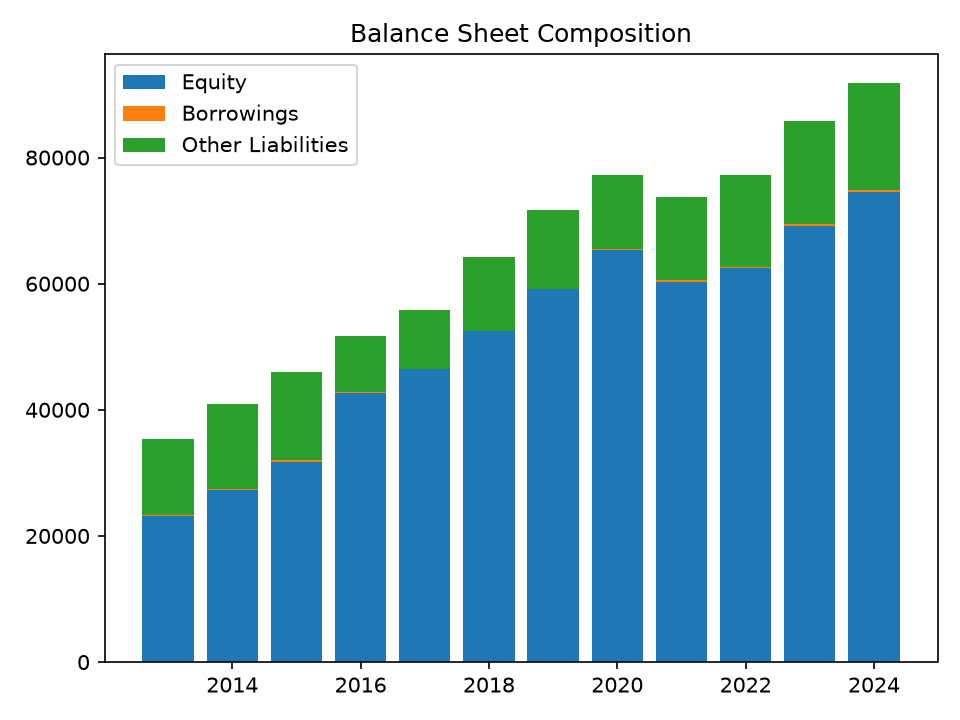 Balance Sheet Composition
Equity
Borrowings
Other Liabilities
80000
60000
40000
20000
0
2014 2016 2018 2020 2022 2024